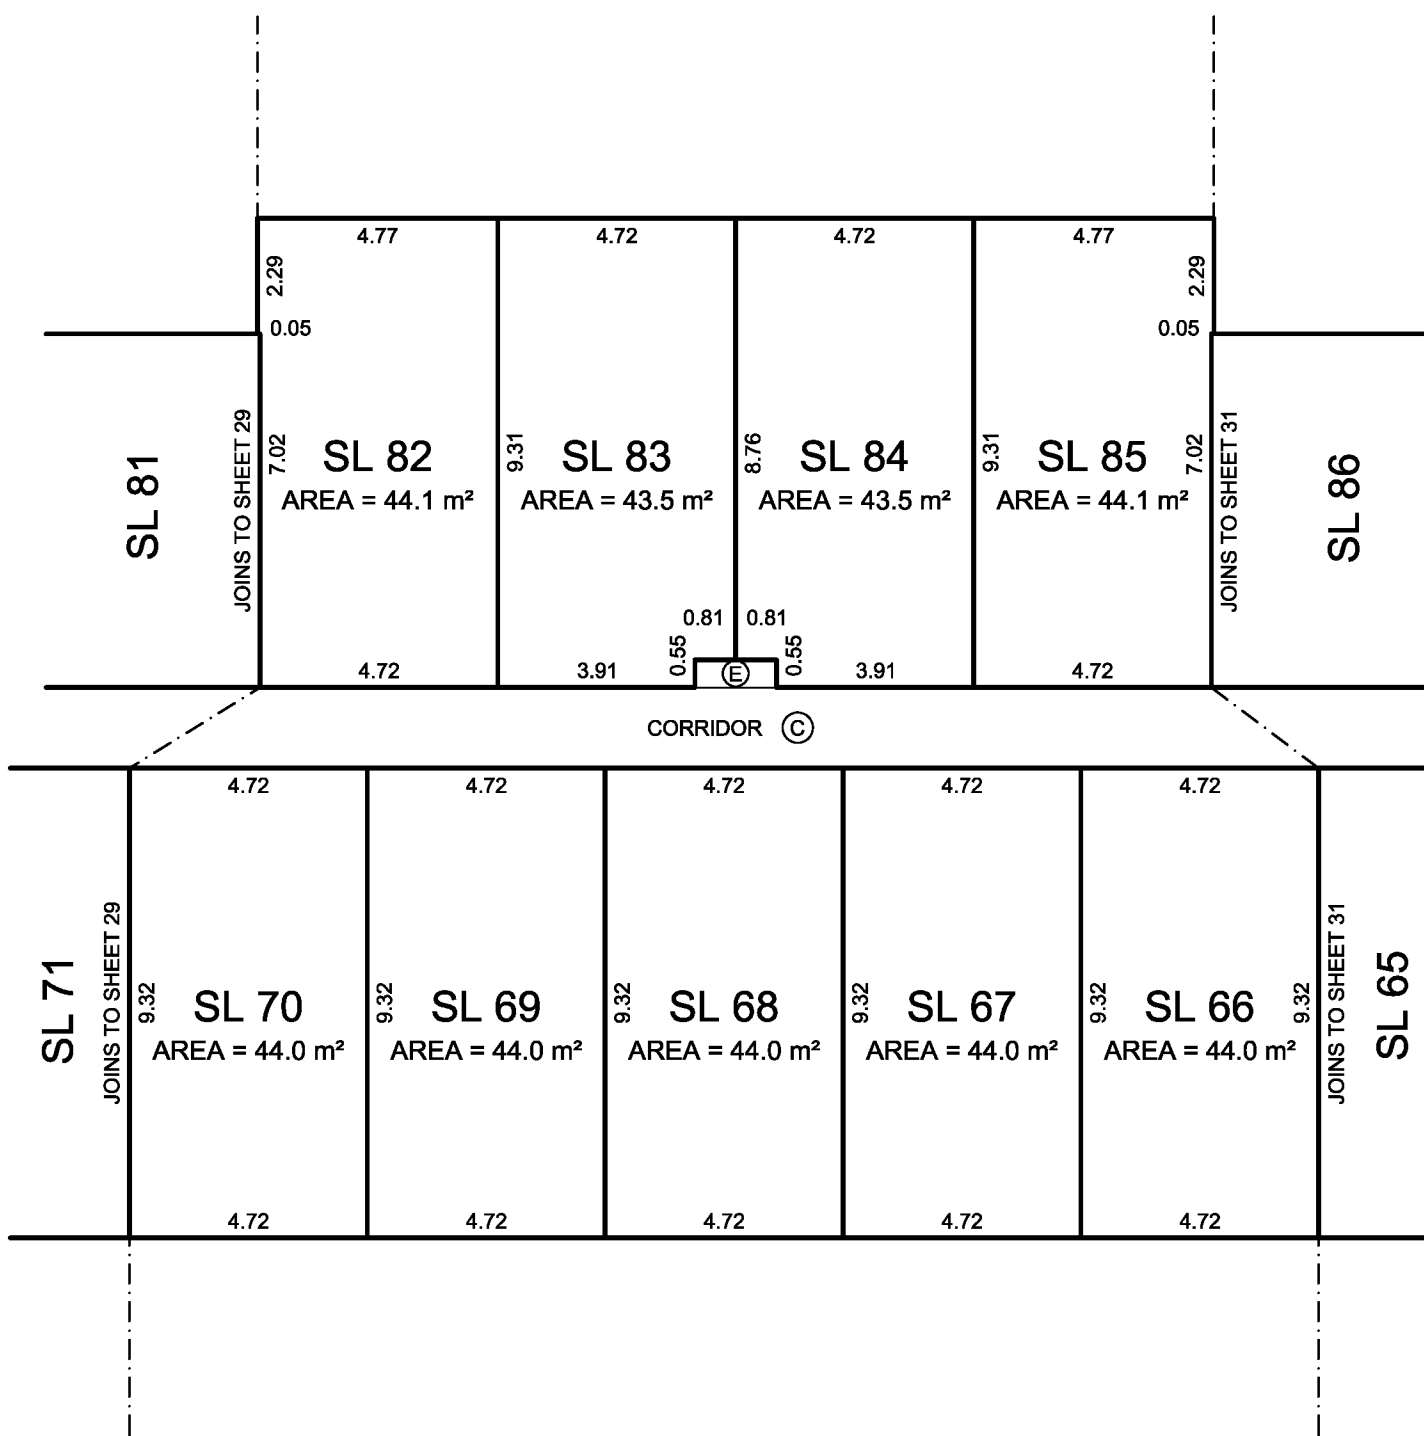 4.77
4.72
4.72
4.77
2.29
2.29
0.05
0.05
SL 81
JOINS TO SHEET 29
7.02
SL 82
AREA = 44.1 m²
9.31
SL 83
AREA = 43.5 m²
8.76
SL 84
AREA = 43.5 m²
9.31
SL 85
AREA = 44.1 m²
7.02
JOINS TO SHEET 31
SL 86
0.81
0.81
0.55
0.55
4.72
3.91
E
3.91
4.72
CORRIDOR C
4.72
4.72
4.72
4.72
4.72
SL 71
JOINS TO SHEET 29
9.32
SL 70
AREA = 44.0 m²
9.32
SL 69
AREA = 44.0 m²
9.32
SL 68
AREA = 44.0 m²
9.32
SL 67
AREA = 44.0 m²
9.32
SL 66
AREA = 44.0 m²
9.32
JOINS TO SHEET 31
SL 65
4.72
4.72
4.72
4.72
4.72